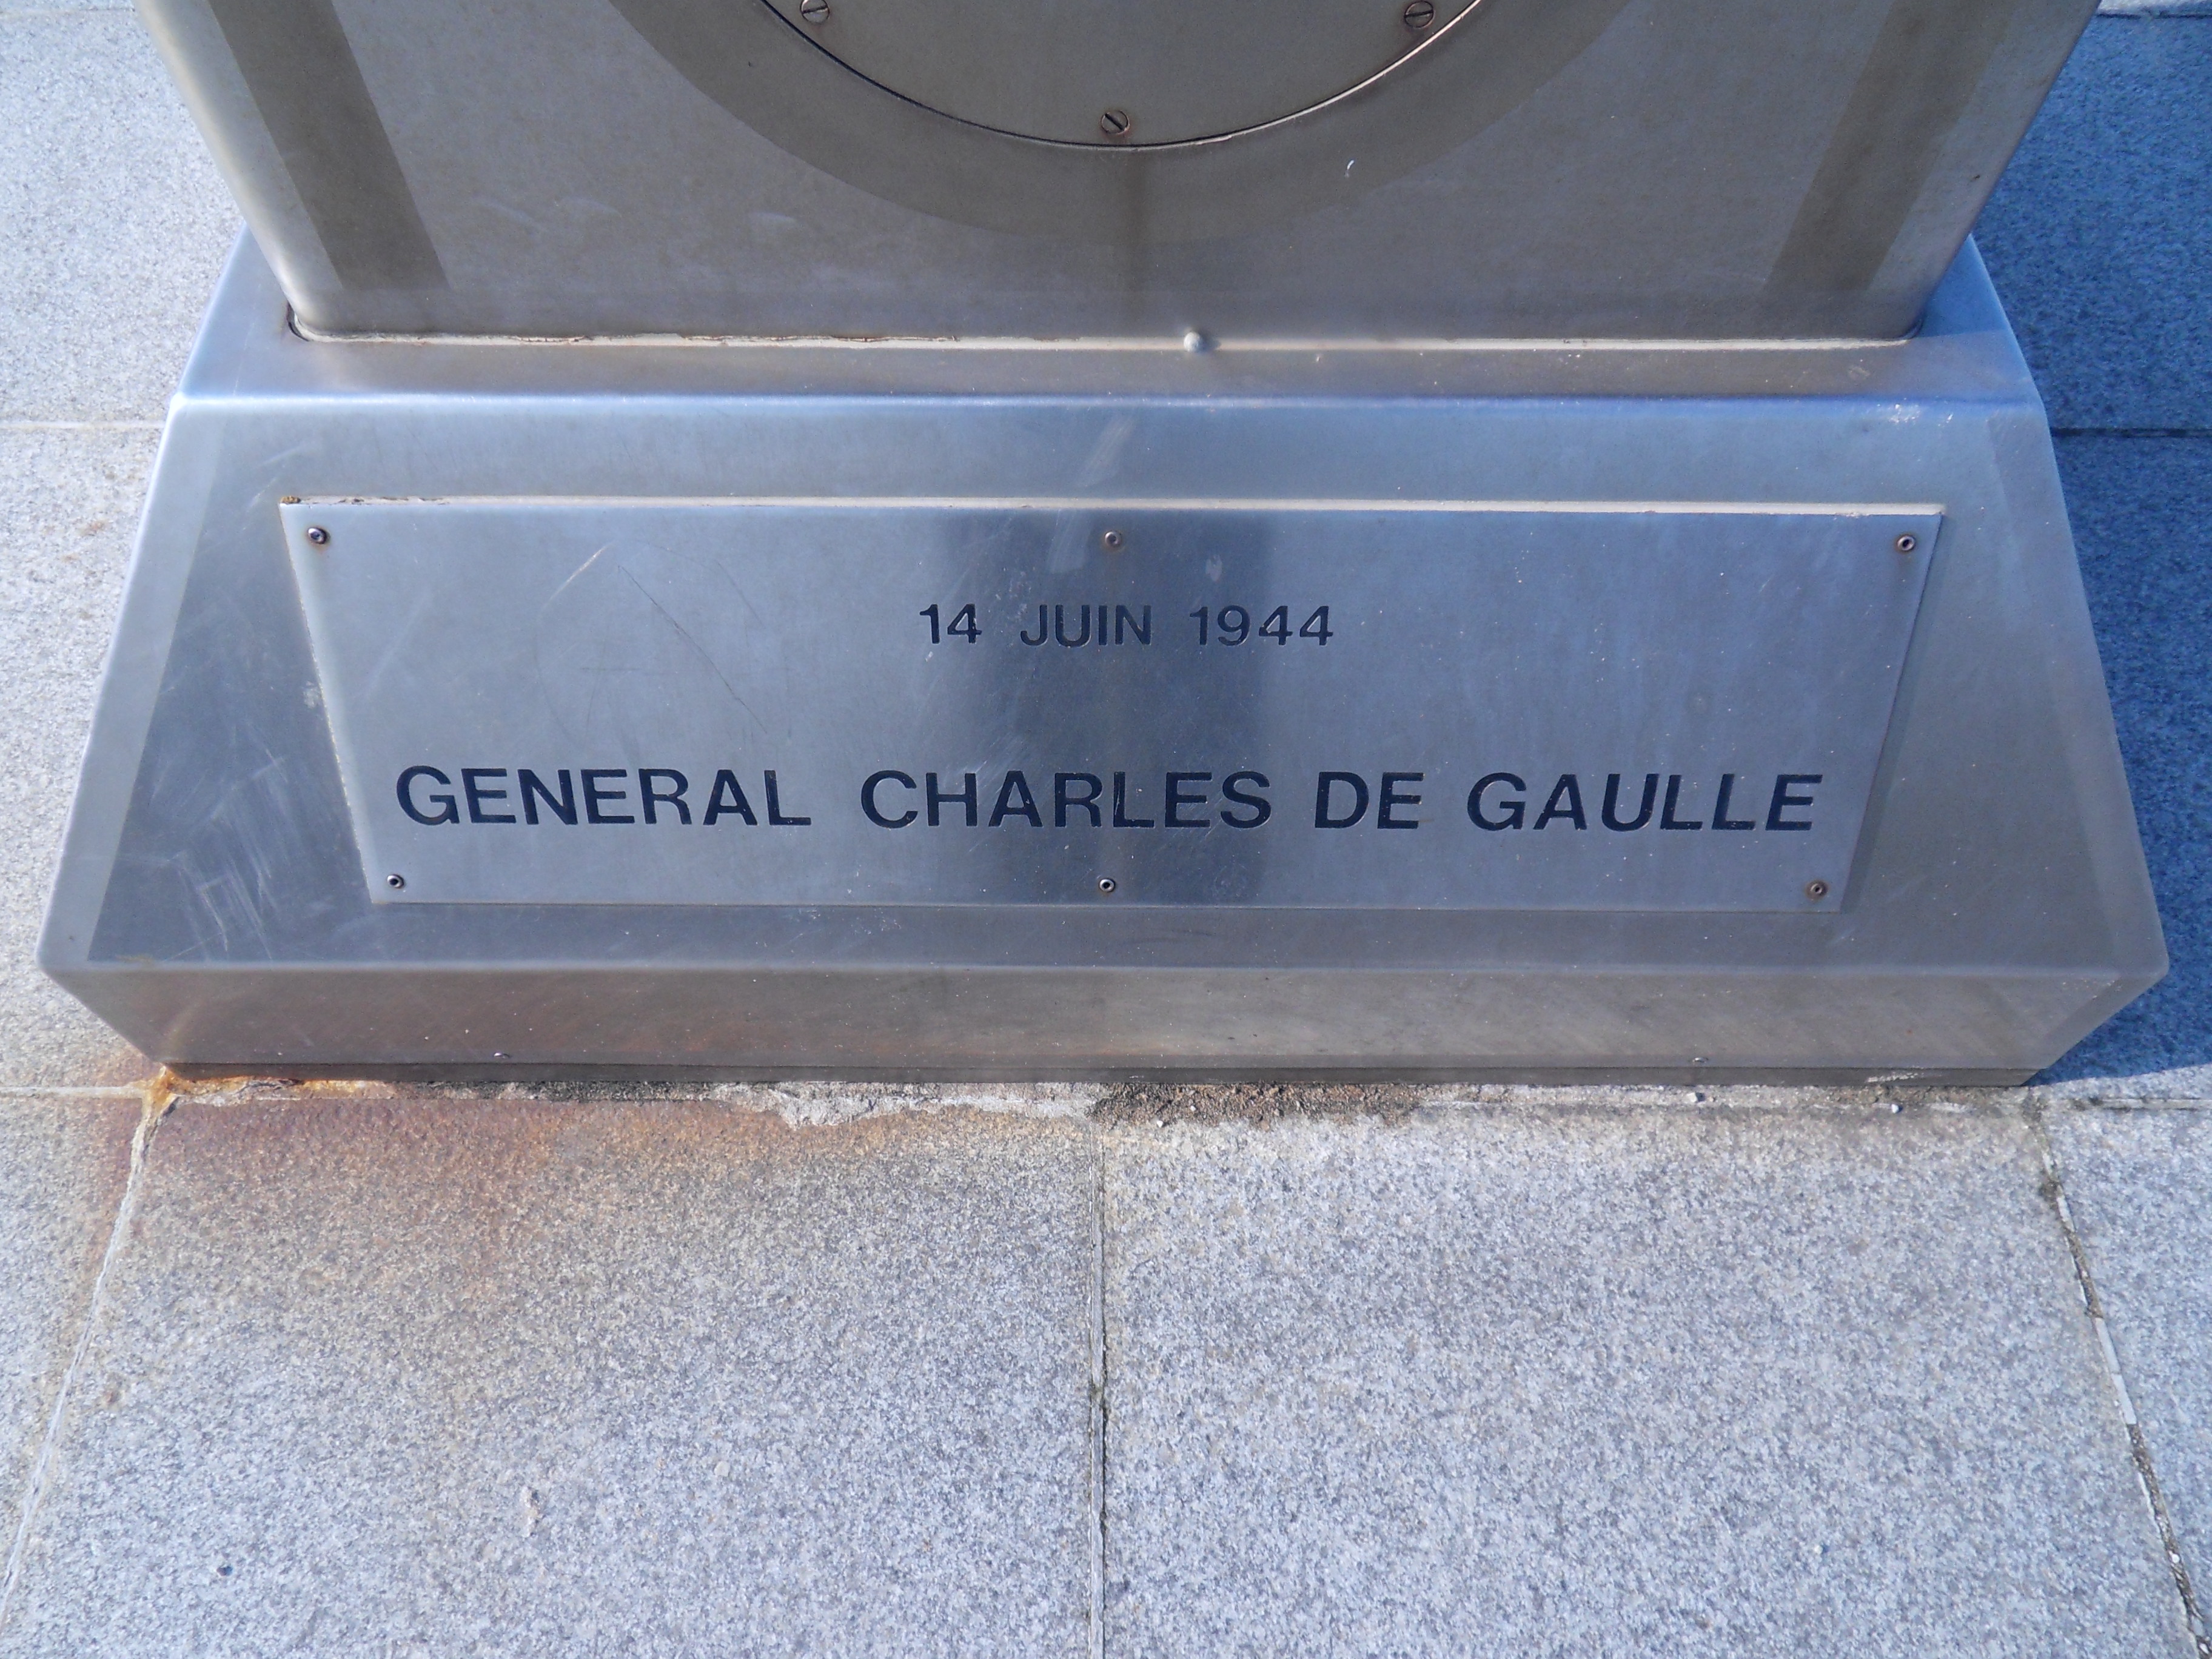 14 JUIN 1944
GENERAL CHARLES DE GAULLE